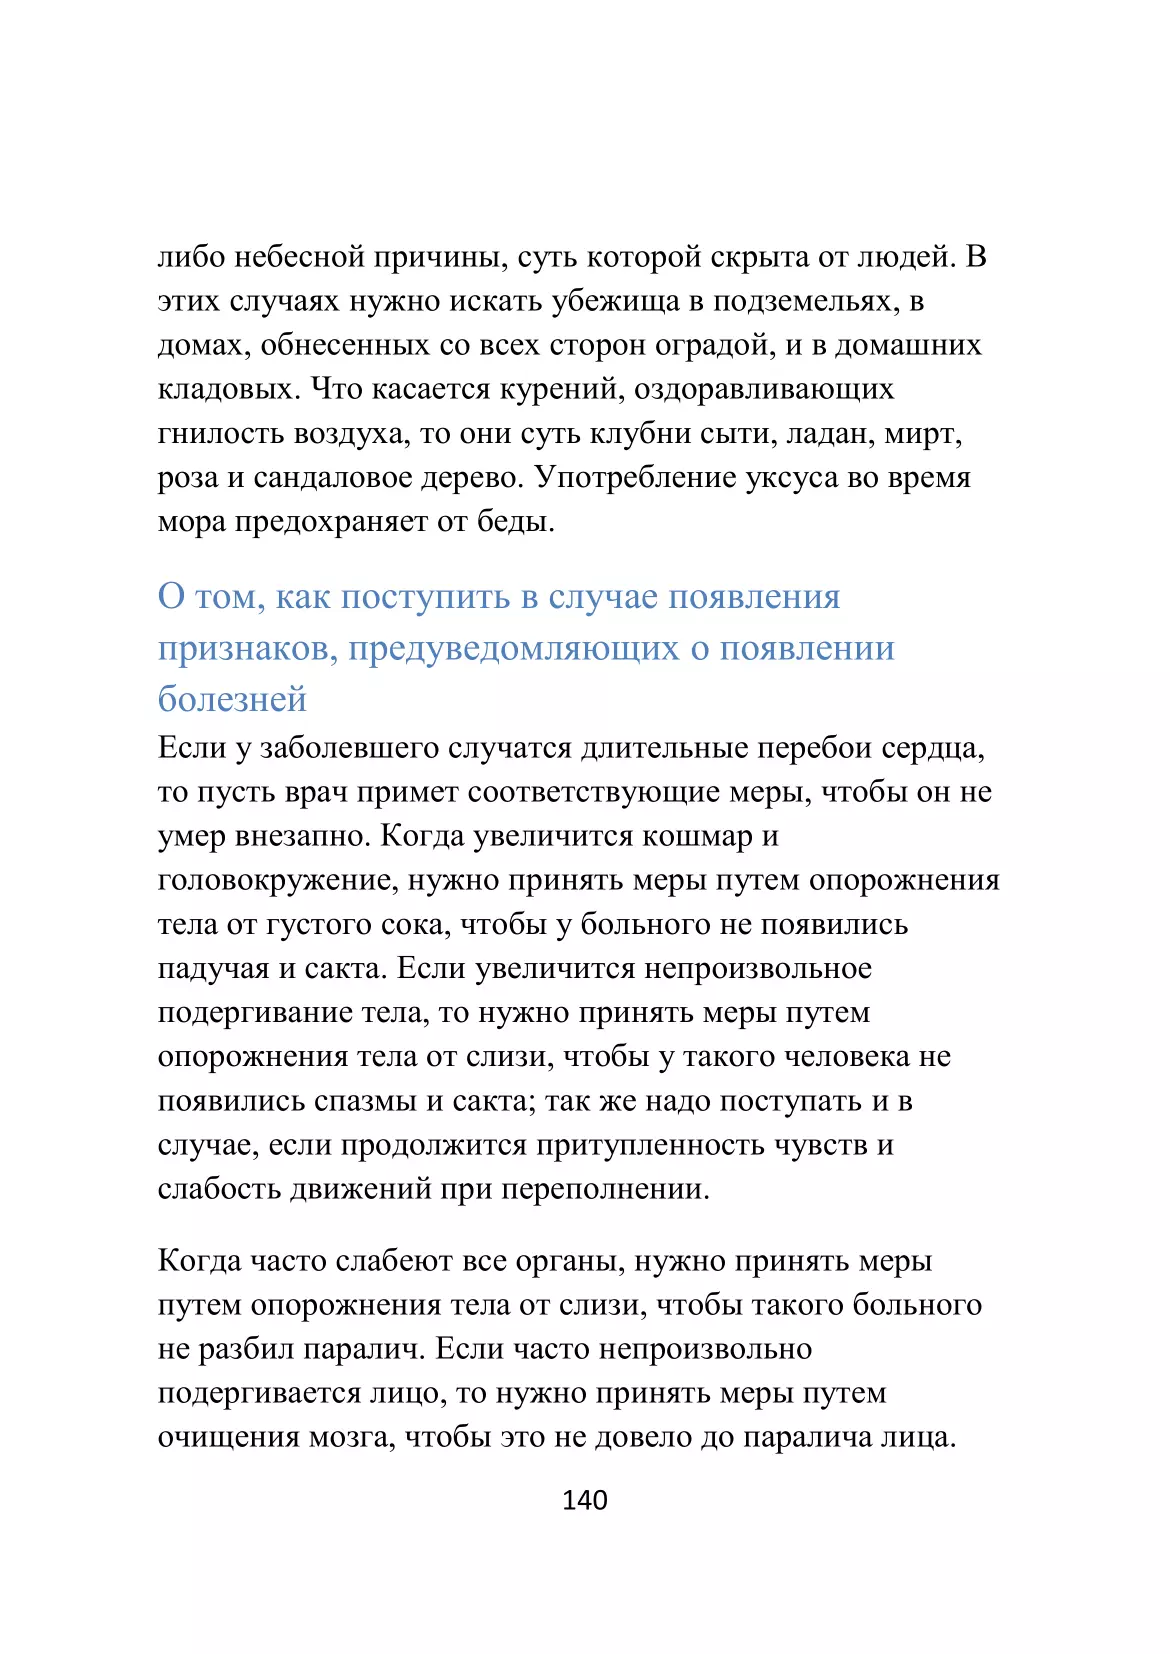 либо небесной причины, суть которой скрыта от людей. В
этих случаях нужно искать убежища в подземельях, в
домах, обнесенных со всех сторон оградой, и в домашних
кладовых. Что касается курений, оздоравливающих
гнилость воздуха, то они суть клубни сыти, ладан, мирт,
роза и сандаловое дерево. Употребление уксуса во время
мора предохраняет от беды.
О том, как поступить в случае появления
признаков, предуведомляющих о появлении
болезней
Если у заболевшего случатся длительные перебои сердца,
то пусть врач примет соответствующие меры, чтобы он не
умер внезапно. Когда увеличится кошмар и
головокружение, нужно принять меры путем опорожнения
тела от густого сока, чтобы у больного не появились
падучая и сакта. Если увеличится непроизвольное
подергивание тела, то нужно принять меры путем
опорожнения тела от слизи, чтобы у такого человека не
появились спазмы и сакта; так же надо поступать и в
случае, если продолжится притупленность чувств и
слабость движений при переполнении.
Когда часто слабеют все органы, нужно принять меры
путем опорожнения тела от слизи, чтобы такого больного
не разбил паралич. Если часто непроизвольно
подергивается лицо, то нужно принять меры путем
очищения мозга, чтобы это не довело до паралича лица.
140